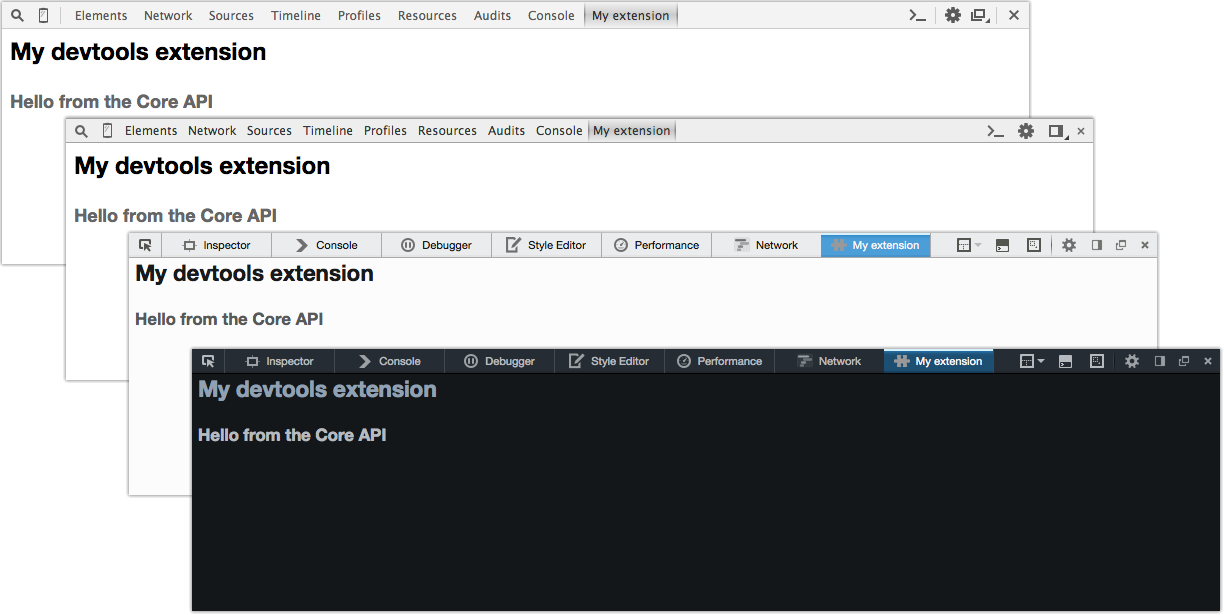 Elements Network Sources Timeline Profiles Resources Audits Console My extension
My devtools extension
Hello from the Core API
Elements Network Sources Timeline Profiles Resources Audits Console My extension
My devtools extension
Hello from the Core API
Inspector Console Debugger Style Editor Performance Network My extension
My devtools extension
Hello from the Core API
Inspector Console Debugger Style Editor Performance Network My extension
My devtools extension
Hello from the Core API